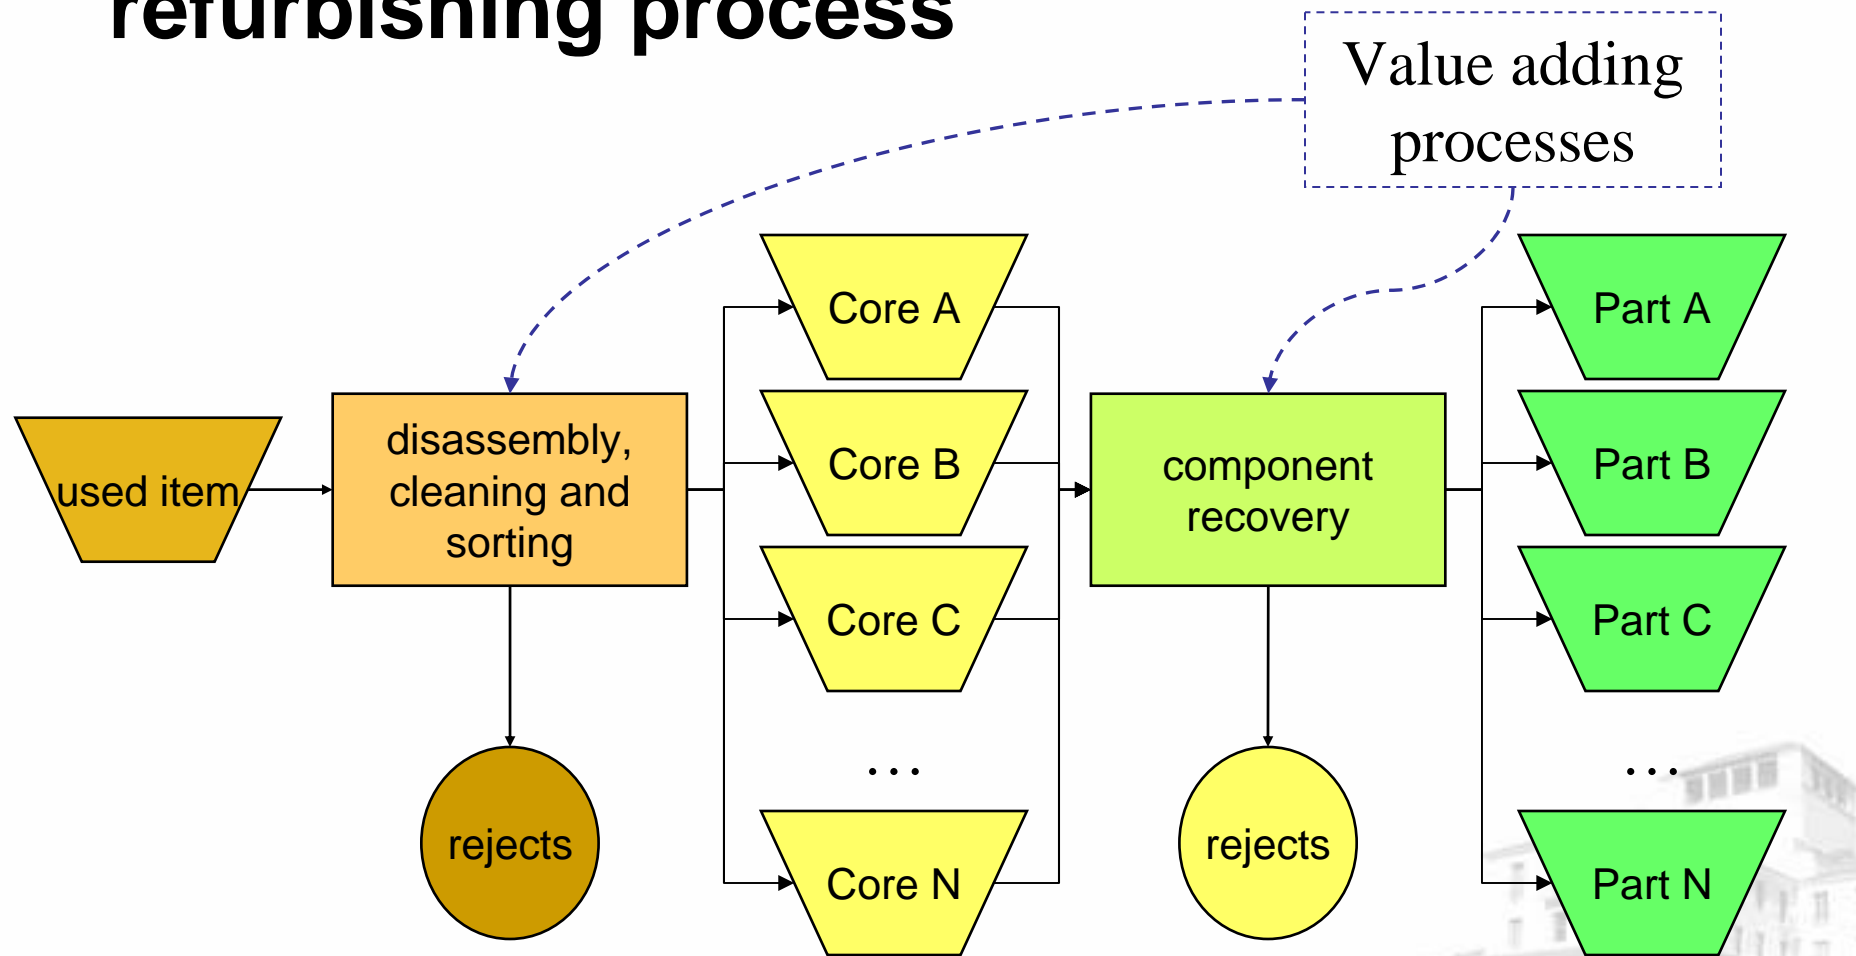 refurbishing process
Value adding
processes
Core A
Part A
disassembly,
cleaning and
sorting
Core B
component
recovery
Part B
used item
Core C
Part C
...
...
rejects
rejects
Core N
Part N